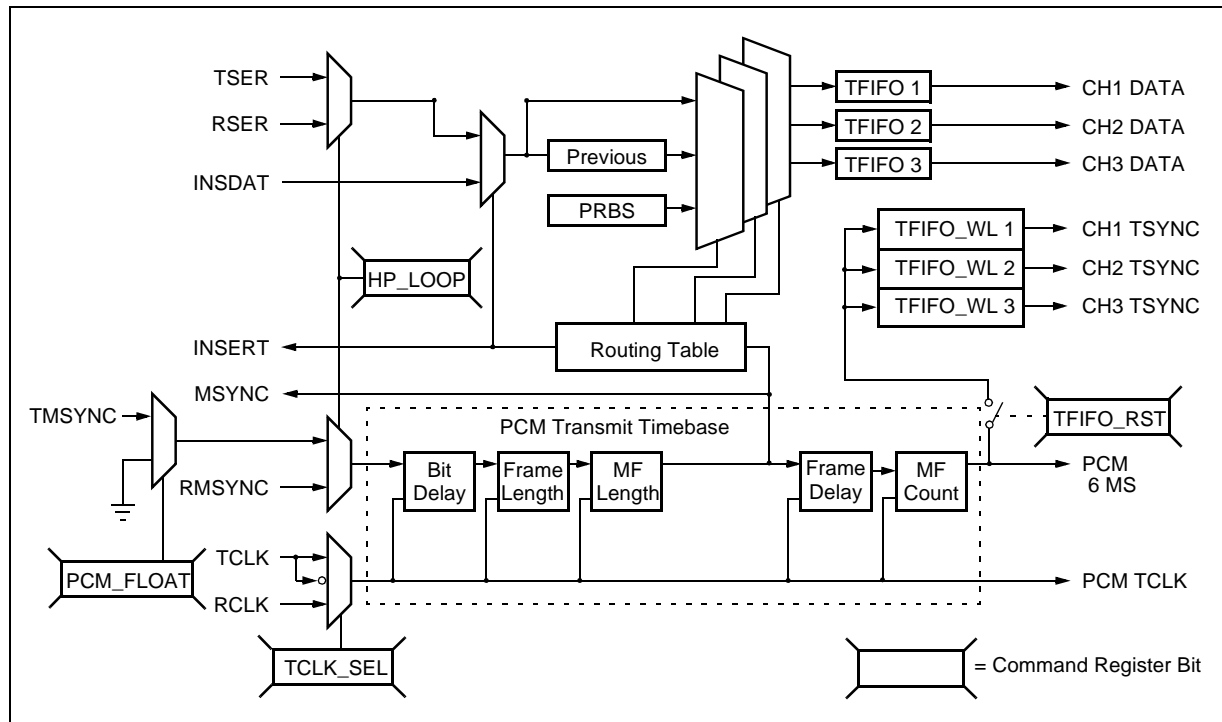 TSER
RSER
INSDAT
Previous
PRBS
TFIFO 1
TFIFO 2
TFIFO 3
CH1 DATA
CH2 DATA
CH3 DATA
TFIFO_WL 1
TFIFO_WL 2
TFIFO_WL 3
CH1 TSYNC
CH2 TSYNC
CH3 TSYNC
HP_LOOP
INSERT
Routing Table
MSYNC
TMSYNC
PCM Transmit Timebase
TFIFO_RST
RMSYNC
Bit
Delay
Frame
Length
MF
Length
Frame
Delay
MF
Count
PCM
6 MS
TCLK
PCM_FLOAT
RCLK
PCM TCLK
TCLK_SEL
= Command Register Bit